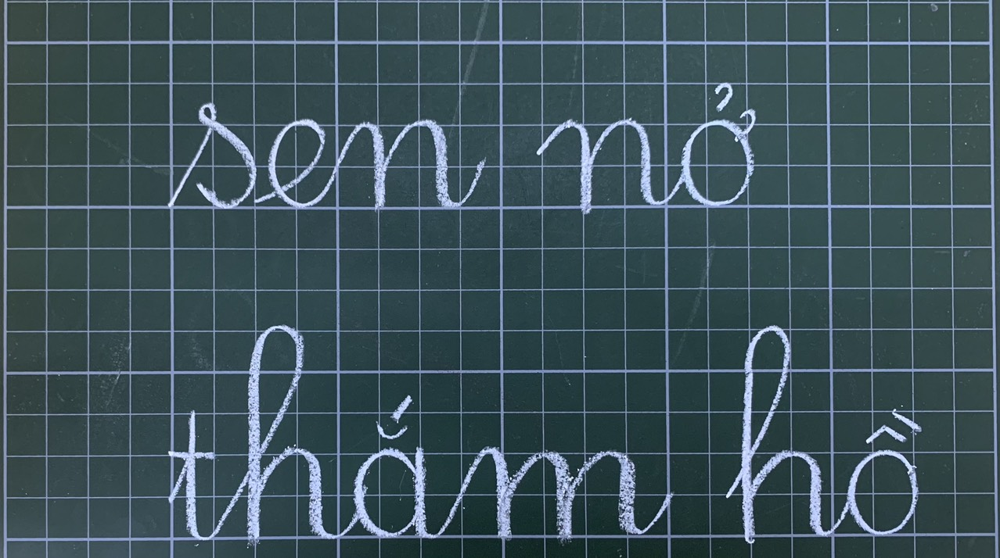 sen nở
thắm hồ